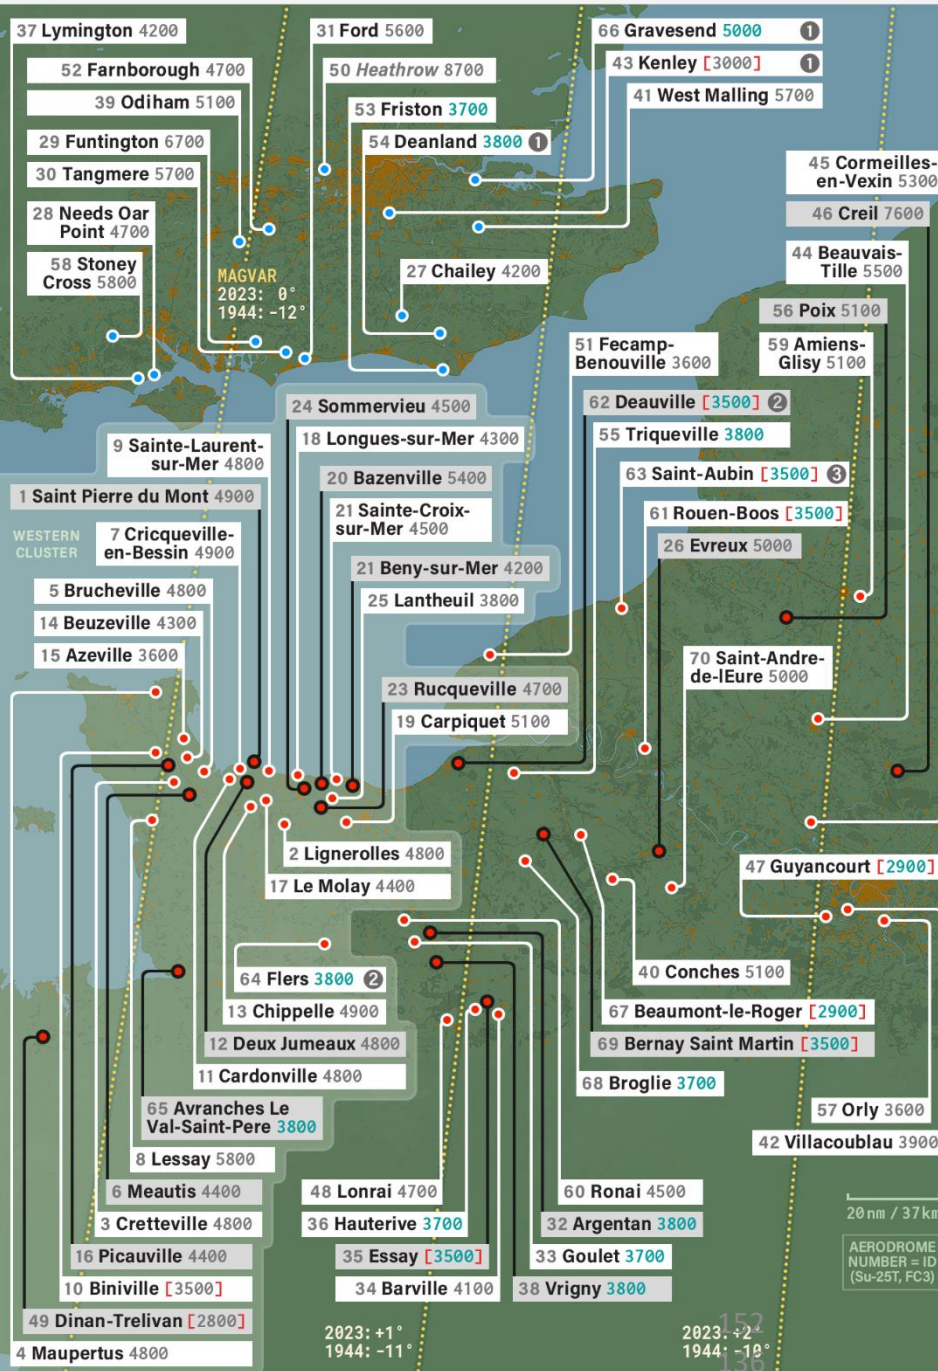 37 Lymington 4200
31 Ford 5600
66 Gravesend 5000 1
52 Farnborough 4700
50 Heathrow 8700
43 Kenley [3000] 1
39 Odiham 5100
53 Friston 3700
41 West Malling 5700
29 Funtington 6700
54 Deanland 3800 1
30 Tangmere 5700
45 Cormeilles-
en-Vexin 5300
28 Needs Oar
Point 4700
46 Creil 7600
58 Stoney
Cross 5800
MAGVAR
2023: 0°
1944: -12°
27 Chailey 4200
44 Beauvais-
Tille 5500
56 Poix 5100
51 Fecamp-
Benouville 3600
59 Amiens-
Glisy 5100
24 Sommervieu 4500
62 Deauville [3500] 2
9 Sainte-Laurent-
sur-Mer 4800
18 Longues-sur-Mer 4300
55 Triqueville 3800
20 Bazenville 5400
63 Saint-Aubin [3500] 3
1 Saint Pierre du Mont 4900
21 Sainte-Croix-
sur-Mer 4500
61 Rouen-Boos [3500]
WESTERN
CLUSTER
7 Cricqueville-
en-Bessin 4900
26 Evreux 5000
21 Beny-sur-Mer 4200
5 Brucheville 4800
25 Lantheuil 3800
14 Beuzeville 4300
15 Azeville 3600
70 Saint-Andre-
de-lEure 5000
23 Rucqueville 4700
19 Carpiquet 5100
2 Lignerolles 4800
47 Guyancourt [2900]
17 Le Molay 4400
64 Flers 3800 2
40 Conches 5100
13 Chippelle 4900
67 Beaumont-le-Roger [2900]
12 Deux Jumeaux 4800
69 Bernay Saint Martin [3500]
11 Cardonville 4800
68 Broglie 3700
65 Avranches Le
Val-Saint-Pere 3800
57 Orly 3600
42 Villacoublau 3900
8 Lessay 5800
6 Meautis 4400
48 Lonrai 4700
60 Ronai 4500
3 Cretteville 4800
36 Hauterive 3700
32 Argentan 3800
20 nm / 37km
16 Picauville 4400
35 Essay [3500]
33 Goulet 3700
AERODROME
NUMBER = ID
(Su-25T, FC3)
10 Biniville [3500]
34 Barville 4100
38 Vrigny 3800
49 Dinan-Trelivan [2800]
4 Maupertus 4800
2023: +1°
1944: -11°
2023: +2°
1944: -10°
152
136